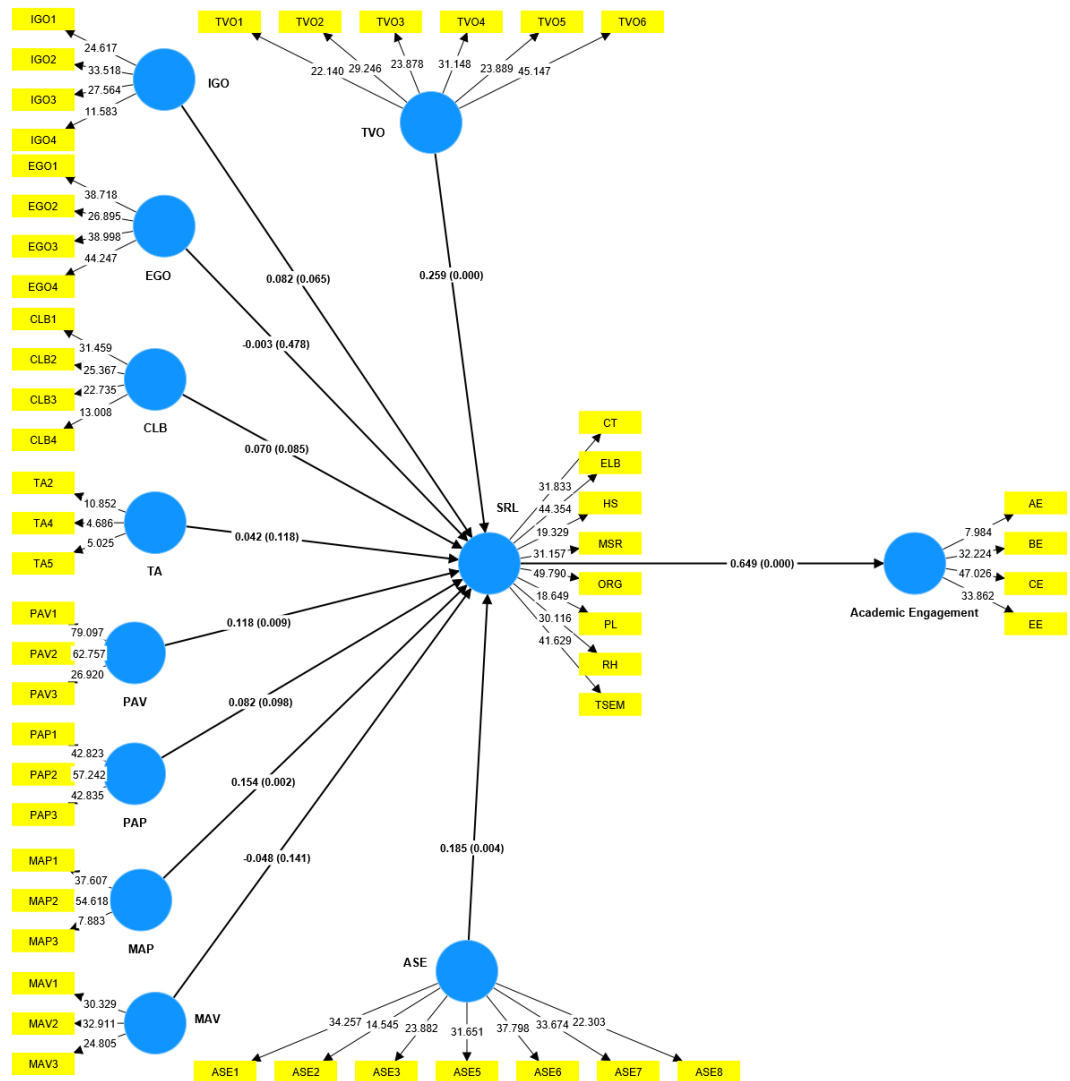 IGO1
24.617
IGO2
33.518
IGO3
27.564
IGO4
11.583
IGO
TVO1
TVO2
TVO3
TVO4
TVO5
TVO6
22.140
29.246
23.878
31.148
23.889
45.147
TVO
EGO1
38.718
EGO2
26.895
EGO3
38.998
EGO4
44.247
EGO
CLB1
31.459
CLB2
25.367
CLB3
22.735
CLB4
13.008
CLB
TA2
10.852
TA4
4.686
TA5
5.025
TA
PAV1
79.097
PAV2
62.757
PAV3
26.920
PAV
PAP1
42.823
PAP2
57.242
PAP3
42.835
PAP
MAP1
37.607
MAP2
54.618
MAP3
7.883
MAP
MAV1
30.329
MAV2
32.911
MAV3
24.805
MAV
0.082 (0.065)
0.259 (0.000)
-0.003 (0.478)
0.070 (0.085)
0.042 (0.118)
0.118 (0.009)
0.082 (0.098)
0.154 (0.002)
-0.048 (0.141)
0.185 (0.004)
SRL
CT
31.833
ELB
44.354
HS
19.329
MSR
31.157
ORG
49.790
PL
18.649
RH
30.116
TSEM
41.629
0.649 (0.000)
Academic Engagement
AE
7.984
BE
32.224
CE
47.026
EE
33.862
ASE
34.257
14.545
23.882
31.651
37.798
33.674
22.303
ASE1
ASE2
ASE3
ASE5
ASE6
ASE7
ASE8